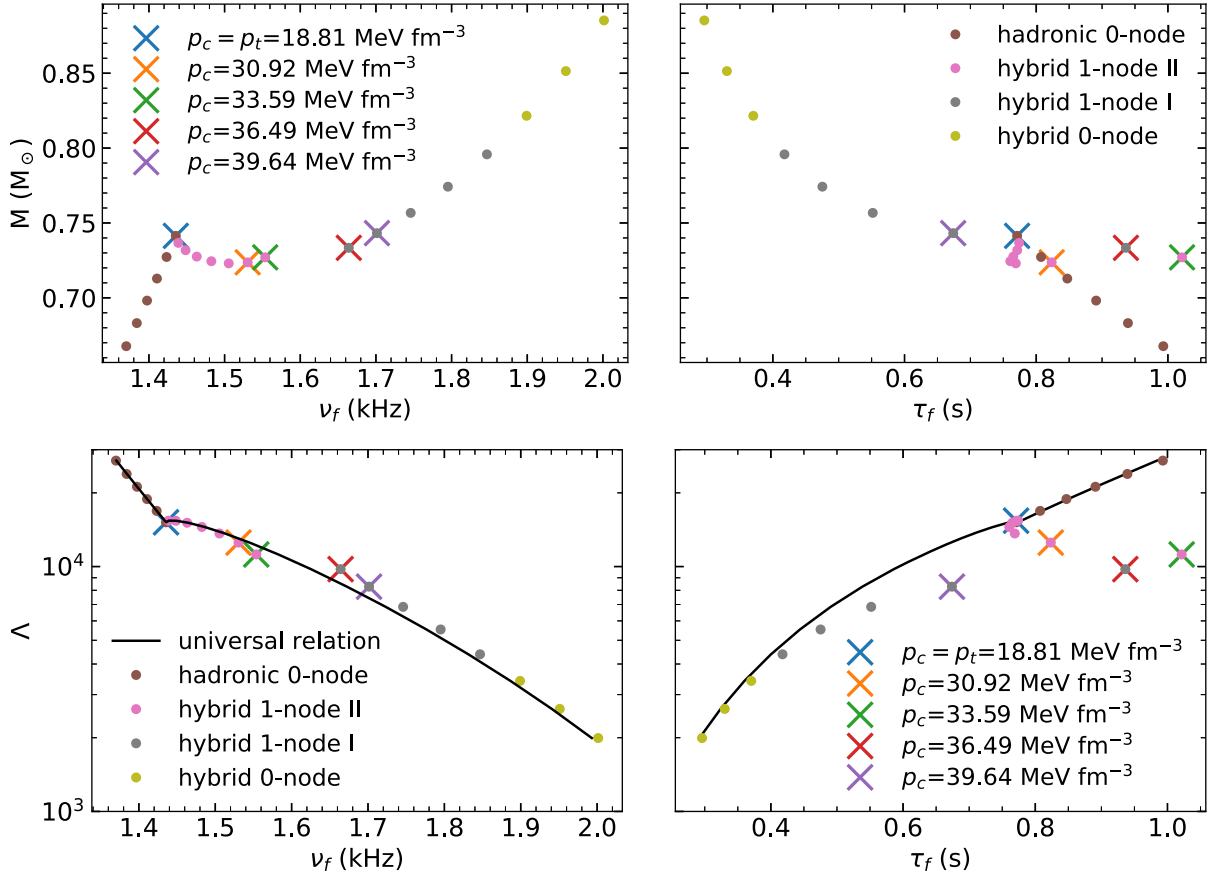 M (M⊙)
0.85
0.80
0.75
0.70
p_c = p_t=18.81 MeV fm⁻³
p_c=30.92 MeV fm⁻³
p_c=33.59 MeV fm⁻³
p_c=36.49 MeV fm⁻³
p_c=39.64 MeV fm⁻³
1.4 1.5 1.6 1.7 1.8 1.9 2.0
ν_f (kHz)
hadronic 0-node
hybrid 1-node II
hybrid 1-node I
hybrid 0-node
0.4 0.6 0.8 1.0
τ_f (s)
Λ
10⁴
10³
universal relation
hadronic 0-node
hybrid 1-node II
hybrid 1-node I
hybrid 0-node
1.4 1.5 1.6 1.7 1.8 1.9 2.0
ν_f (kHz)
p_c = p_t=18.81 MeV fm⁻³
p_c=30.92 MeV fm⁻³
p_c=33.59 MeV fm⁻³
p_c=36.49 MeV fm⁻³
p_c=39.64 MeV fm⁻³
0.4 0.6 0.8 1.0
τ_f (s)